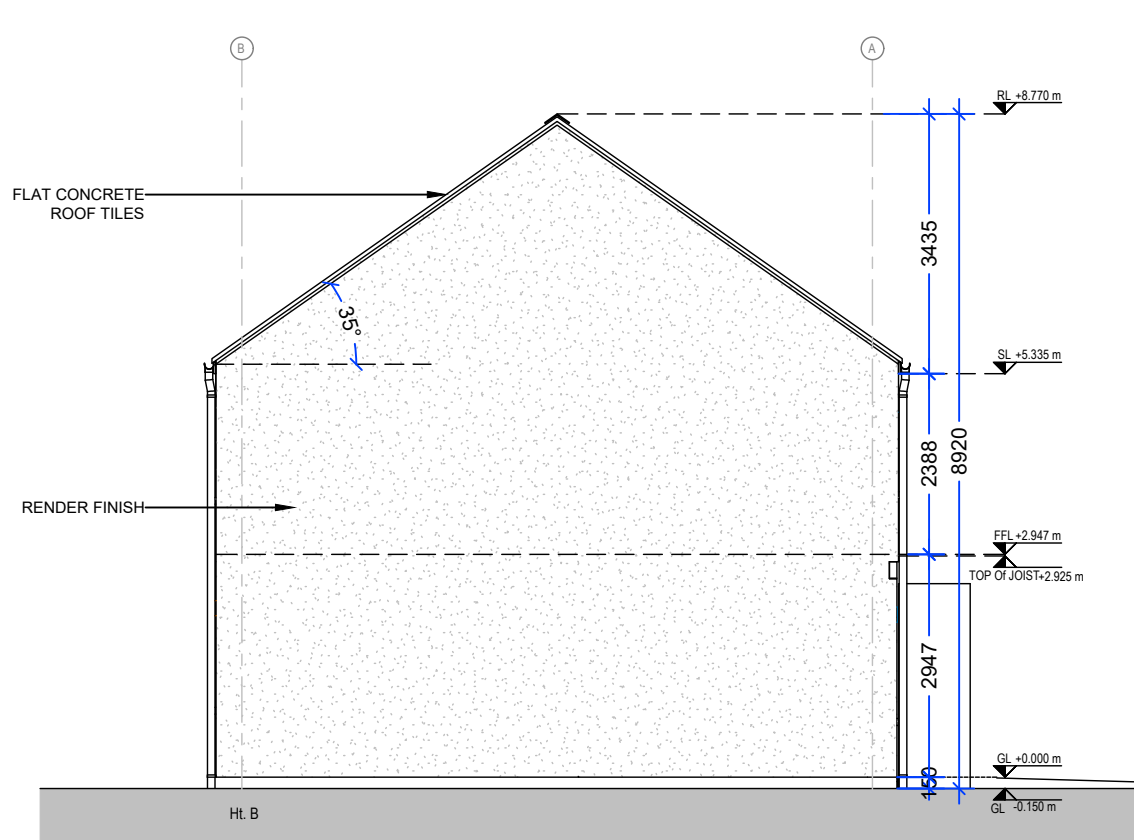 B
A
RL +8.770 m
FLAT CONCRETE
ROOF TILES
3435
35°
SL +5.335 m
2388
8920
RENDER FINISH
FFL +2.947 m
TOP Of JOIST+2.925 m
2947
GL +0.000 m
150
GL -0.150 m
Ht. B